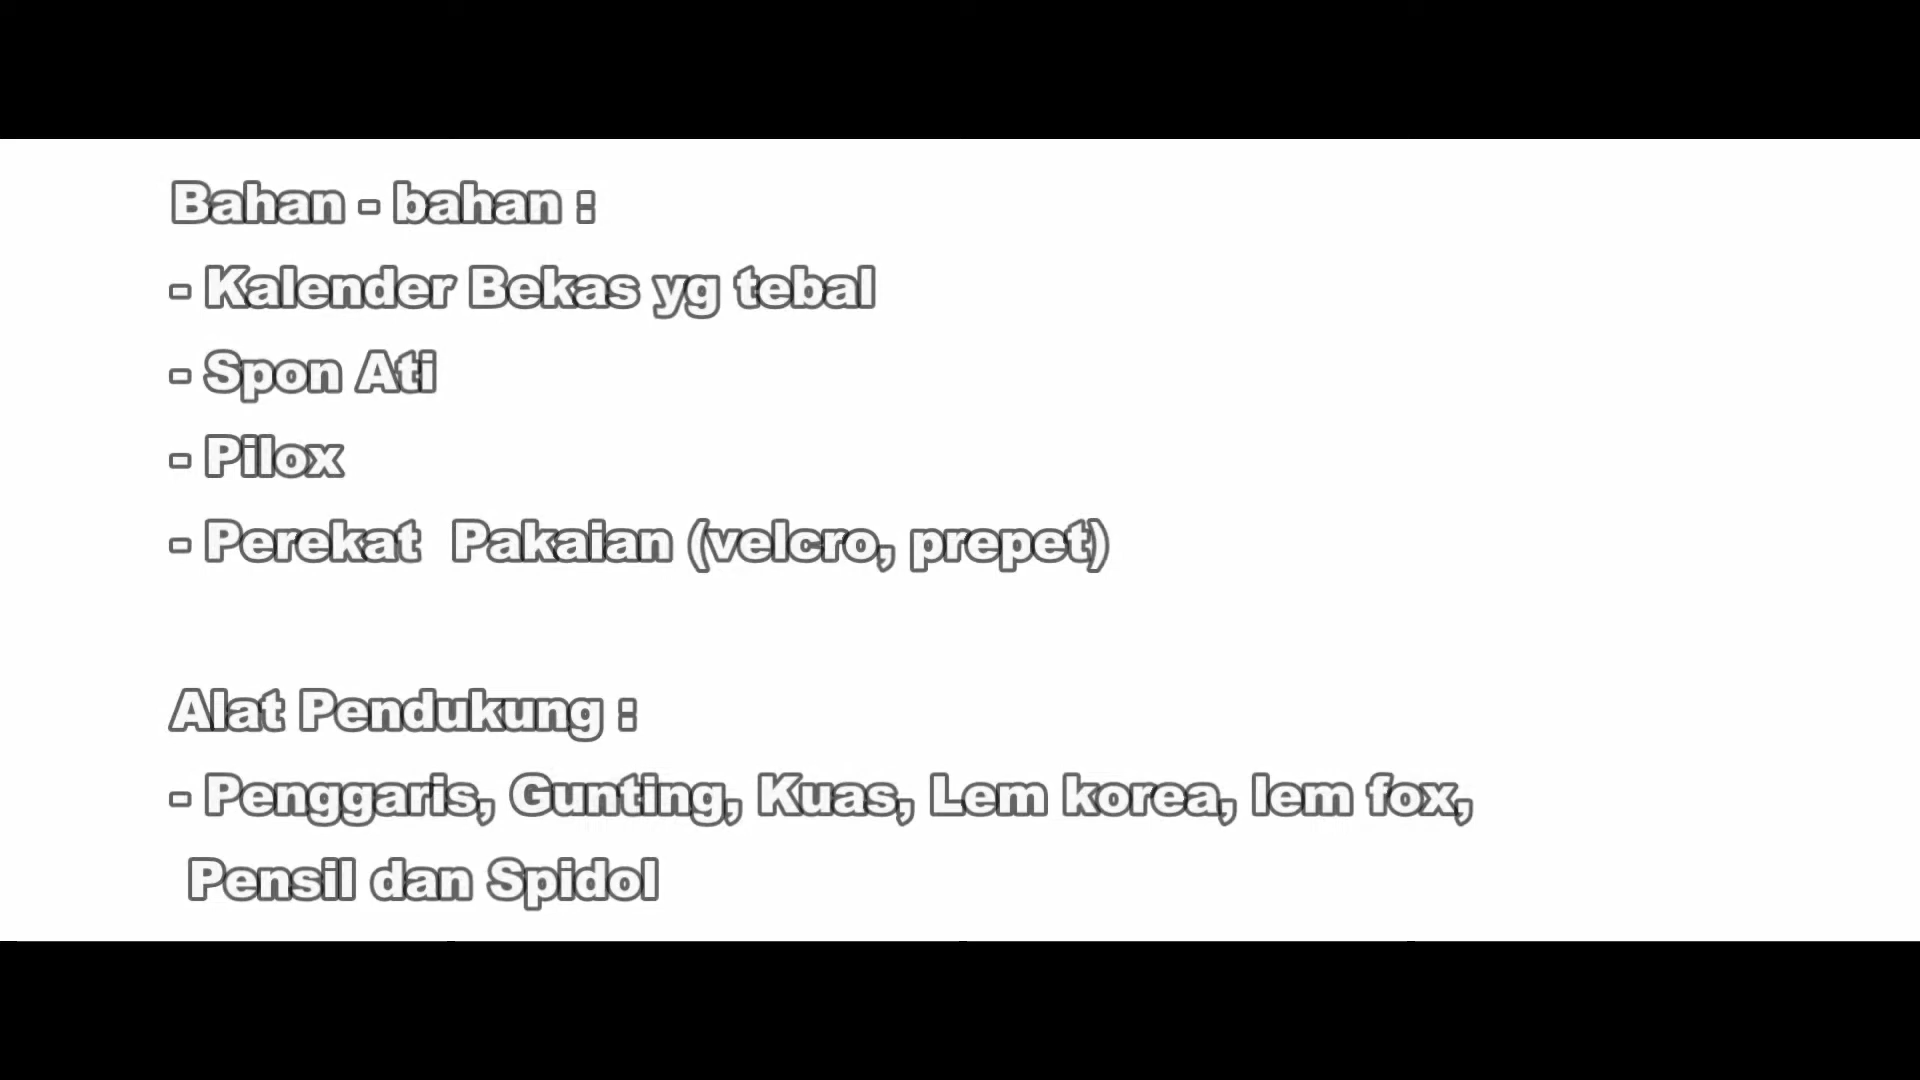 Bahan - bahan :
- Kalender Bekas yg tebal
- Spon Ati
- Pilox
- Perekat  Pakaian (velcro, prepet)
Alat Pendukung :
- Penggaris, Gunting, Kuas, Lem korea, lem fox,
Pensil dan Spidol